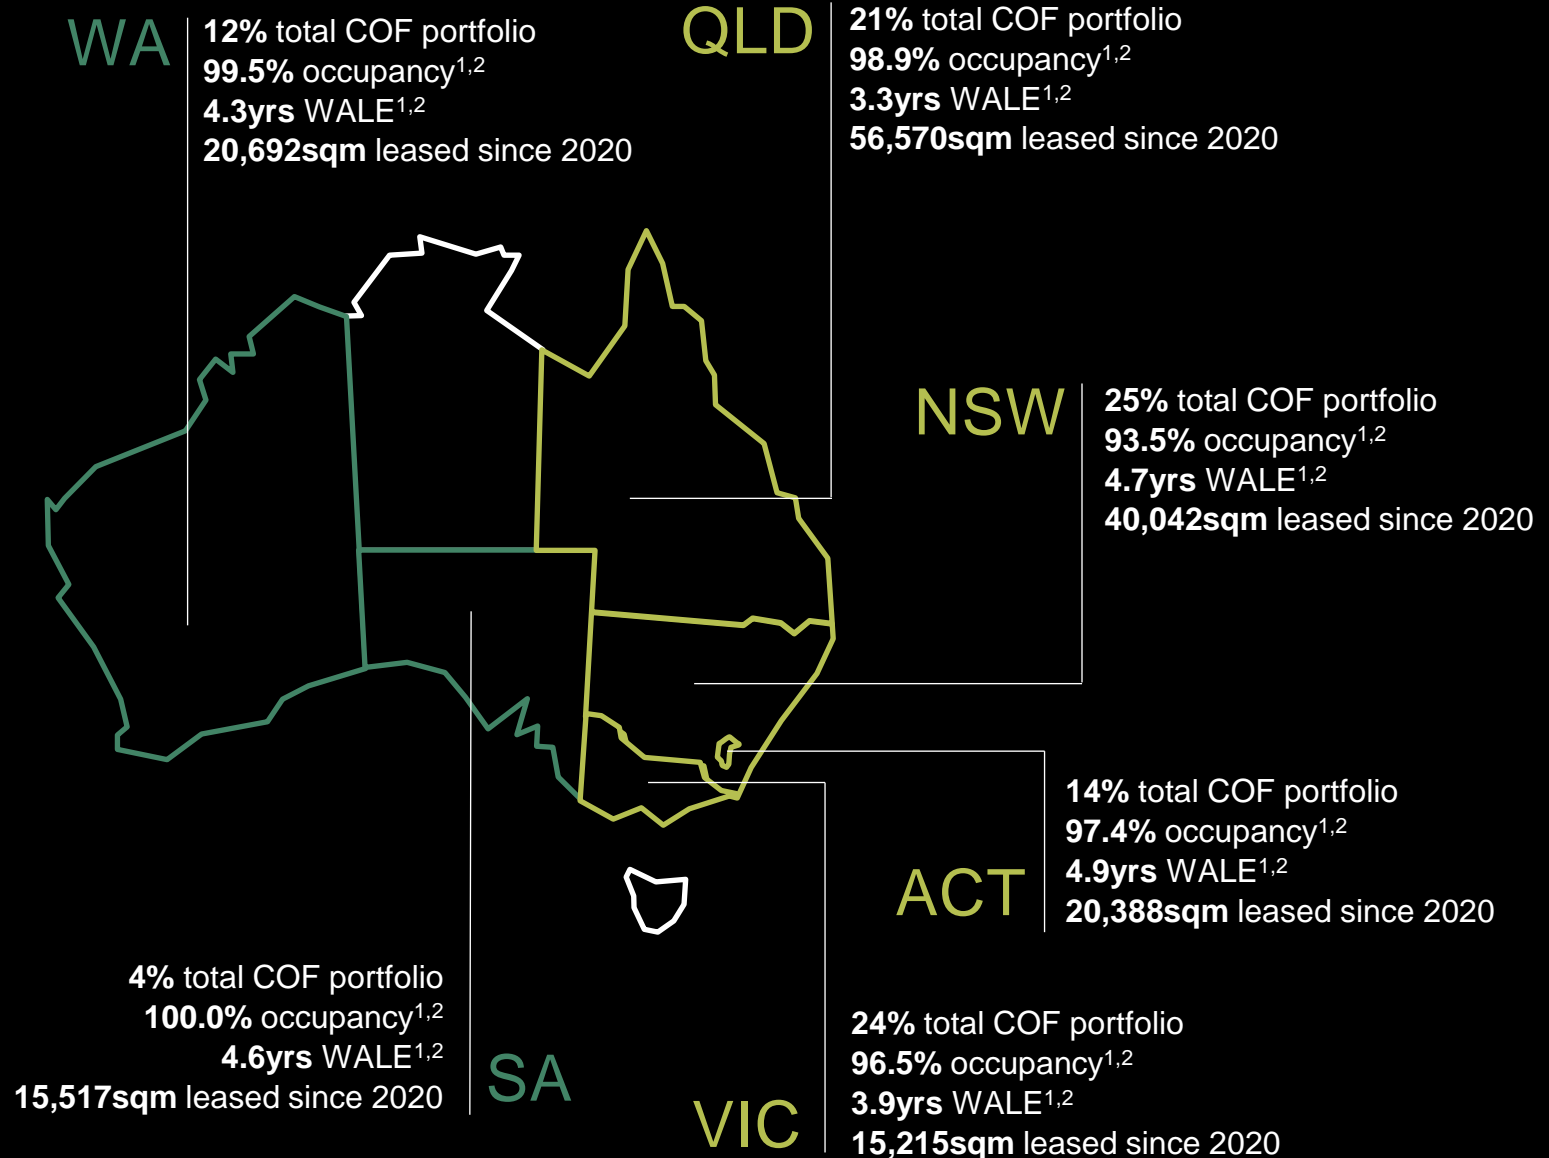 WA
12% total COF portfolio
99.5% occupancy1,2
4.3yrs WALE1,2
20,692sqm leased since 2020
QLD
21% total COF portfolio
98.9% occupancy1,2
3.3yrs WALE1,2
56,570sqm leased since 2020
NSW
25% total COF portfolio
93.5% occupancy1,2
4.7yrs WALE1,2
40,042sqm leased since 2020
ACT
14% total COF portfolio
97.4% occupancy1,2
4.9yrs WALE1,2
20,388sqm leased since 2020
4% total COF portfolio
100.0% occupancy1,2
4.6yrs WALE1,2
15,517sqm leased since 2020
SA
VIC
24% total COF portfolio
96.5% occupancy1,2
3.9yrs WALE1,2
15,215sqm leased since 2020